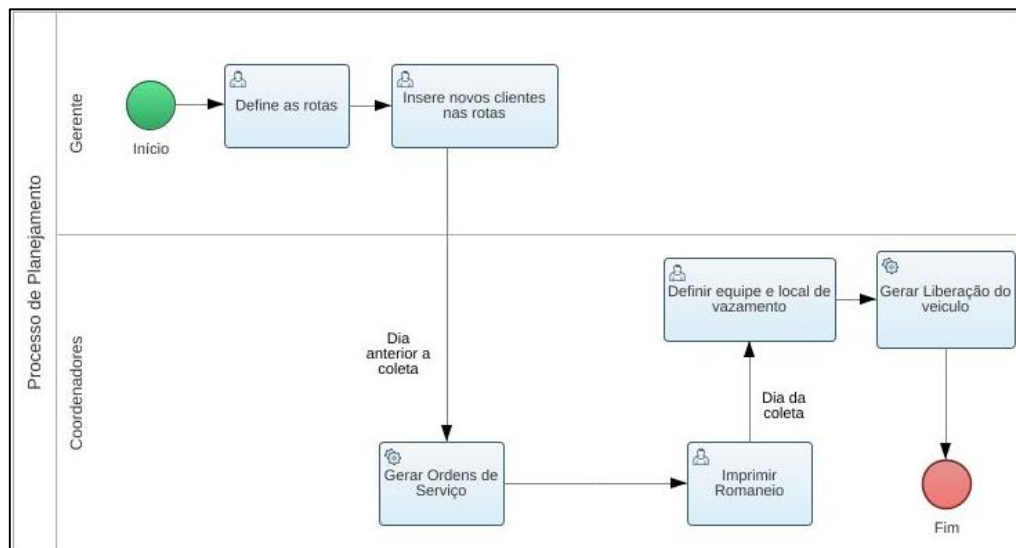 Processo de Planejamento
Gerente
Início
Define as rotas
Insere novos clientes
nas rotas
Coordenadores
Dia
anterior a
coleta
Gerar Ordens de
Serviço
Imprimir
Romaneio
Dia da
coleta
Definir equipe e local de
vazamento
Gerar Liberação do
veiculo
Fim